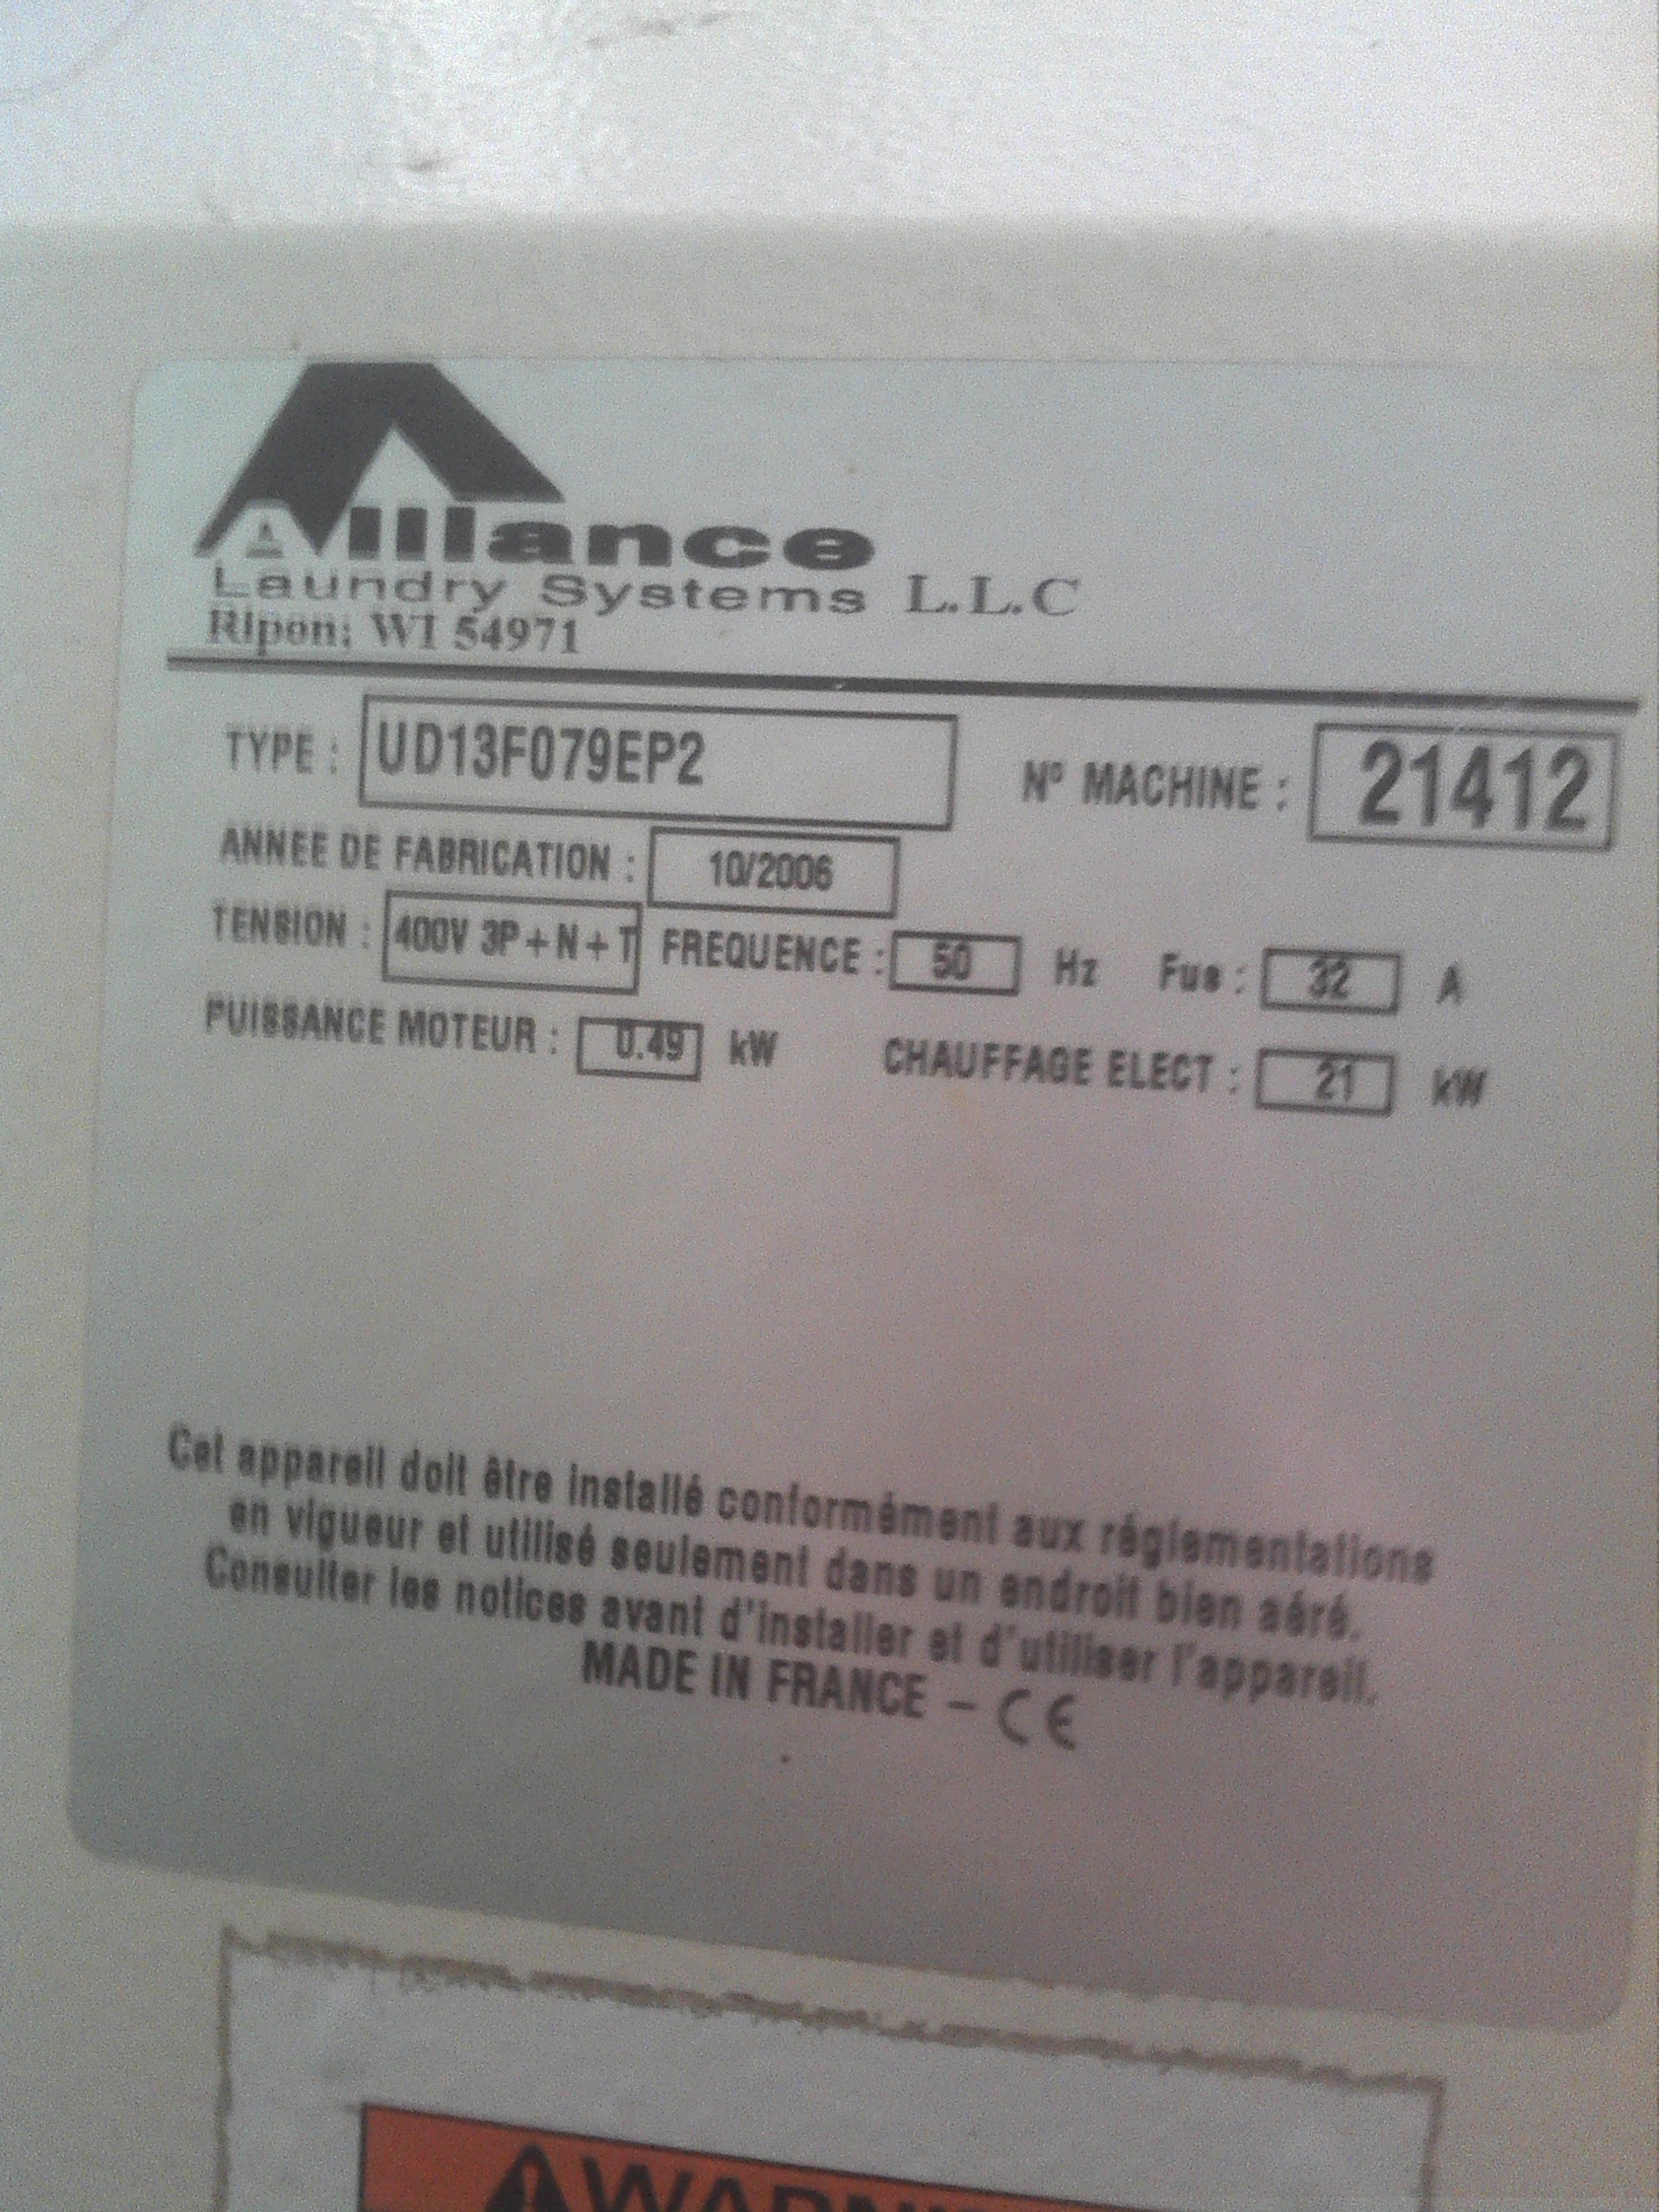 Alliance
Laundry Systems L.L.C
Ripon; WI 54971
TYPE : UD13F079EP2 N° MACHINE : 21412
ANNEE DE FABRICATION : 10/2006
TENSION : 400V 3P+N+T FREQUENCE : 50 Hz Fus : 32 A
PUISSANCE MOTEUR : 0.49 kW CHAUFFAGE ELECT : 21 kW
Cet appareil doit être installé conformément aux réglementations
en vigueur et utilisé seulement dans un endroit bien aéré.
Consulter les notices avant d'installer et d'utiliser l'appareil.
MADE IN FRANCE - CE